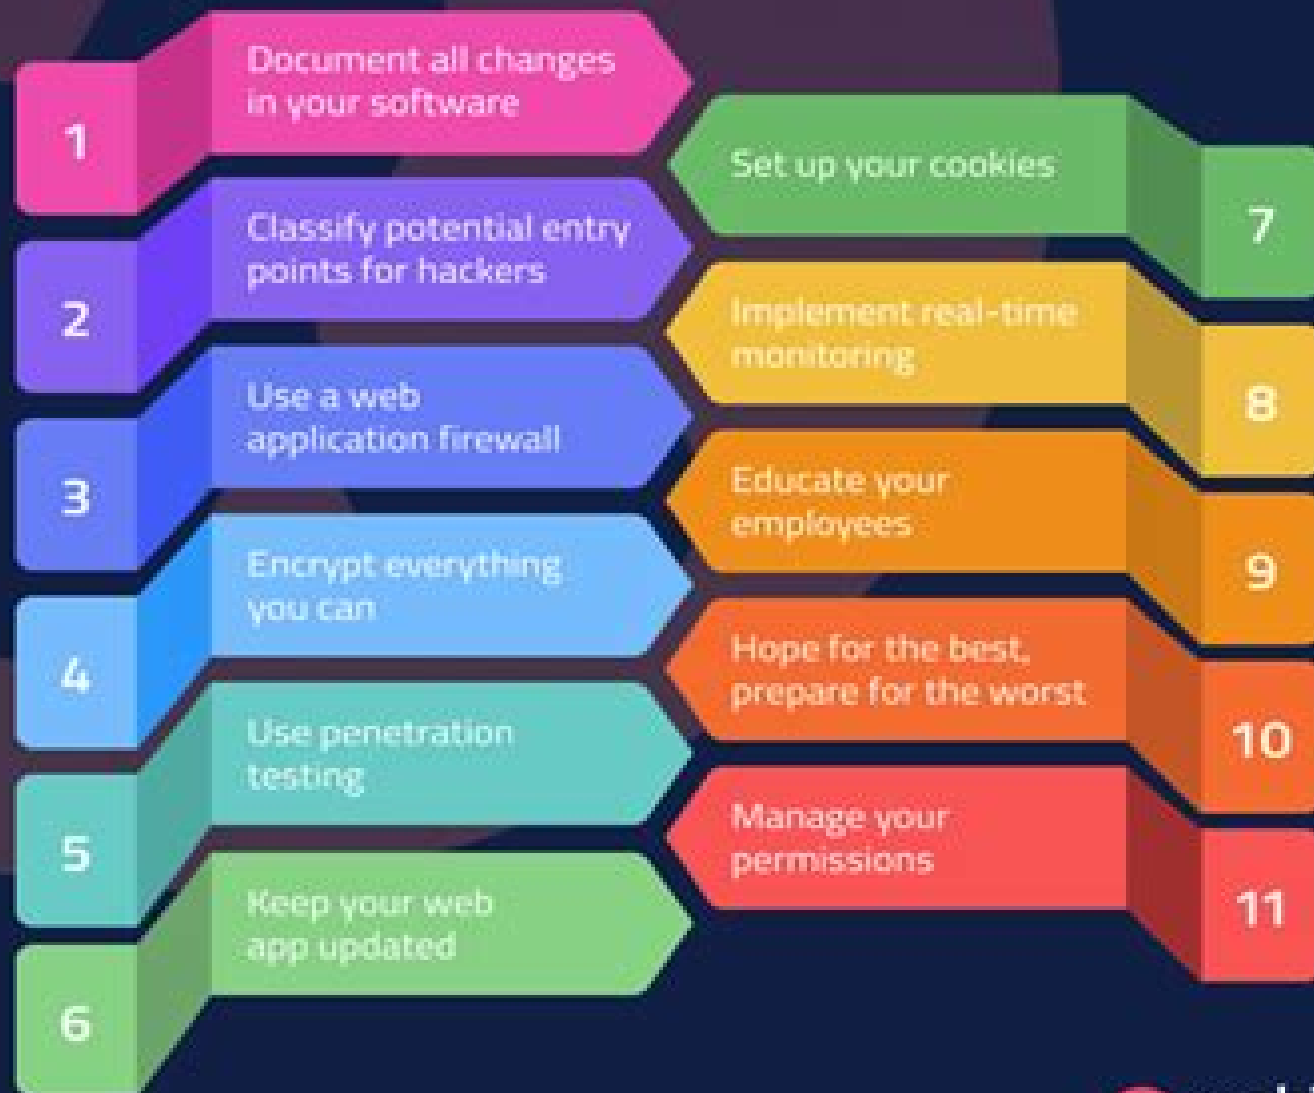 1
Document all changes
in your software
2
Classify potential entry
points for hackers
3
Use a web
application firewall
4
Encrypt everything
you can
5
Use penetration
testing
6
Keep your web
app updated
Set up your cookies
7
Implement real-time
monitoring
8
Educate your
employees
9
Hope for the best,
prepare for the worst
10
Manage your
permissions
11